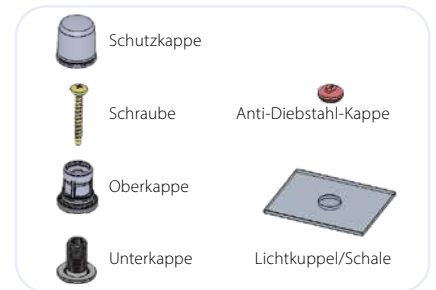 Schutzkappe
Schraube
Oberkappe
Unterkappe
Anti-Diebstahl-Kappe
Lichtkuppel/Schale